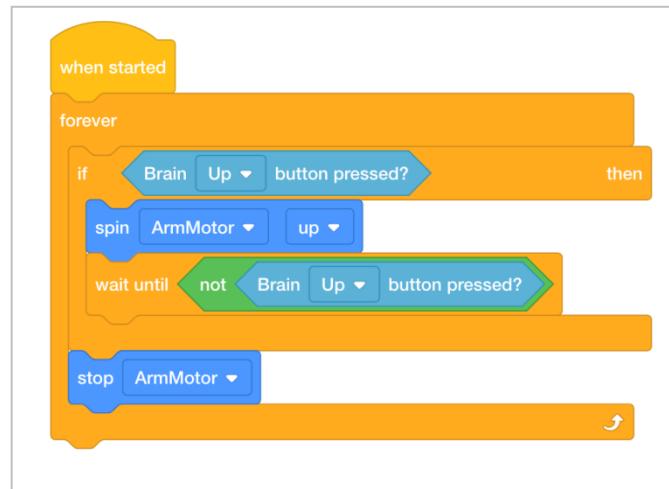 when started
forever
if Brain Up button pressed? then
spin ArmMotor up
wait until not Brain Up button pressed?
stop ArmMotor